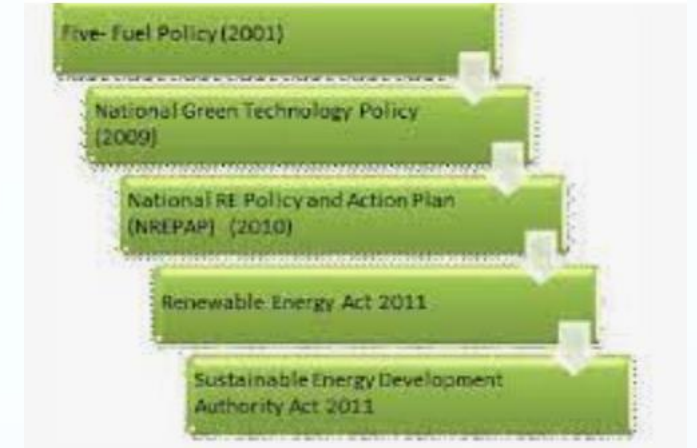 Five- Fuel Policy (2001)
National Green Technology Policy
(2009)
National RE Policy and Action Plan
(NREPAP) (2010)
Renewable Energy Act 2011
Sustainable Energy Development
Authority Act 2011